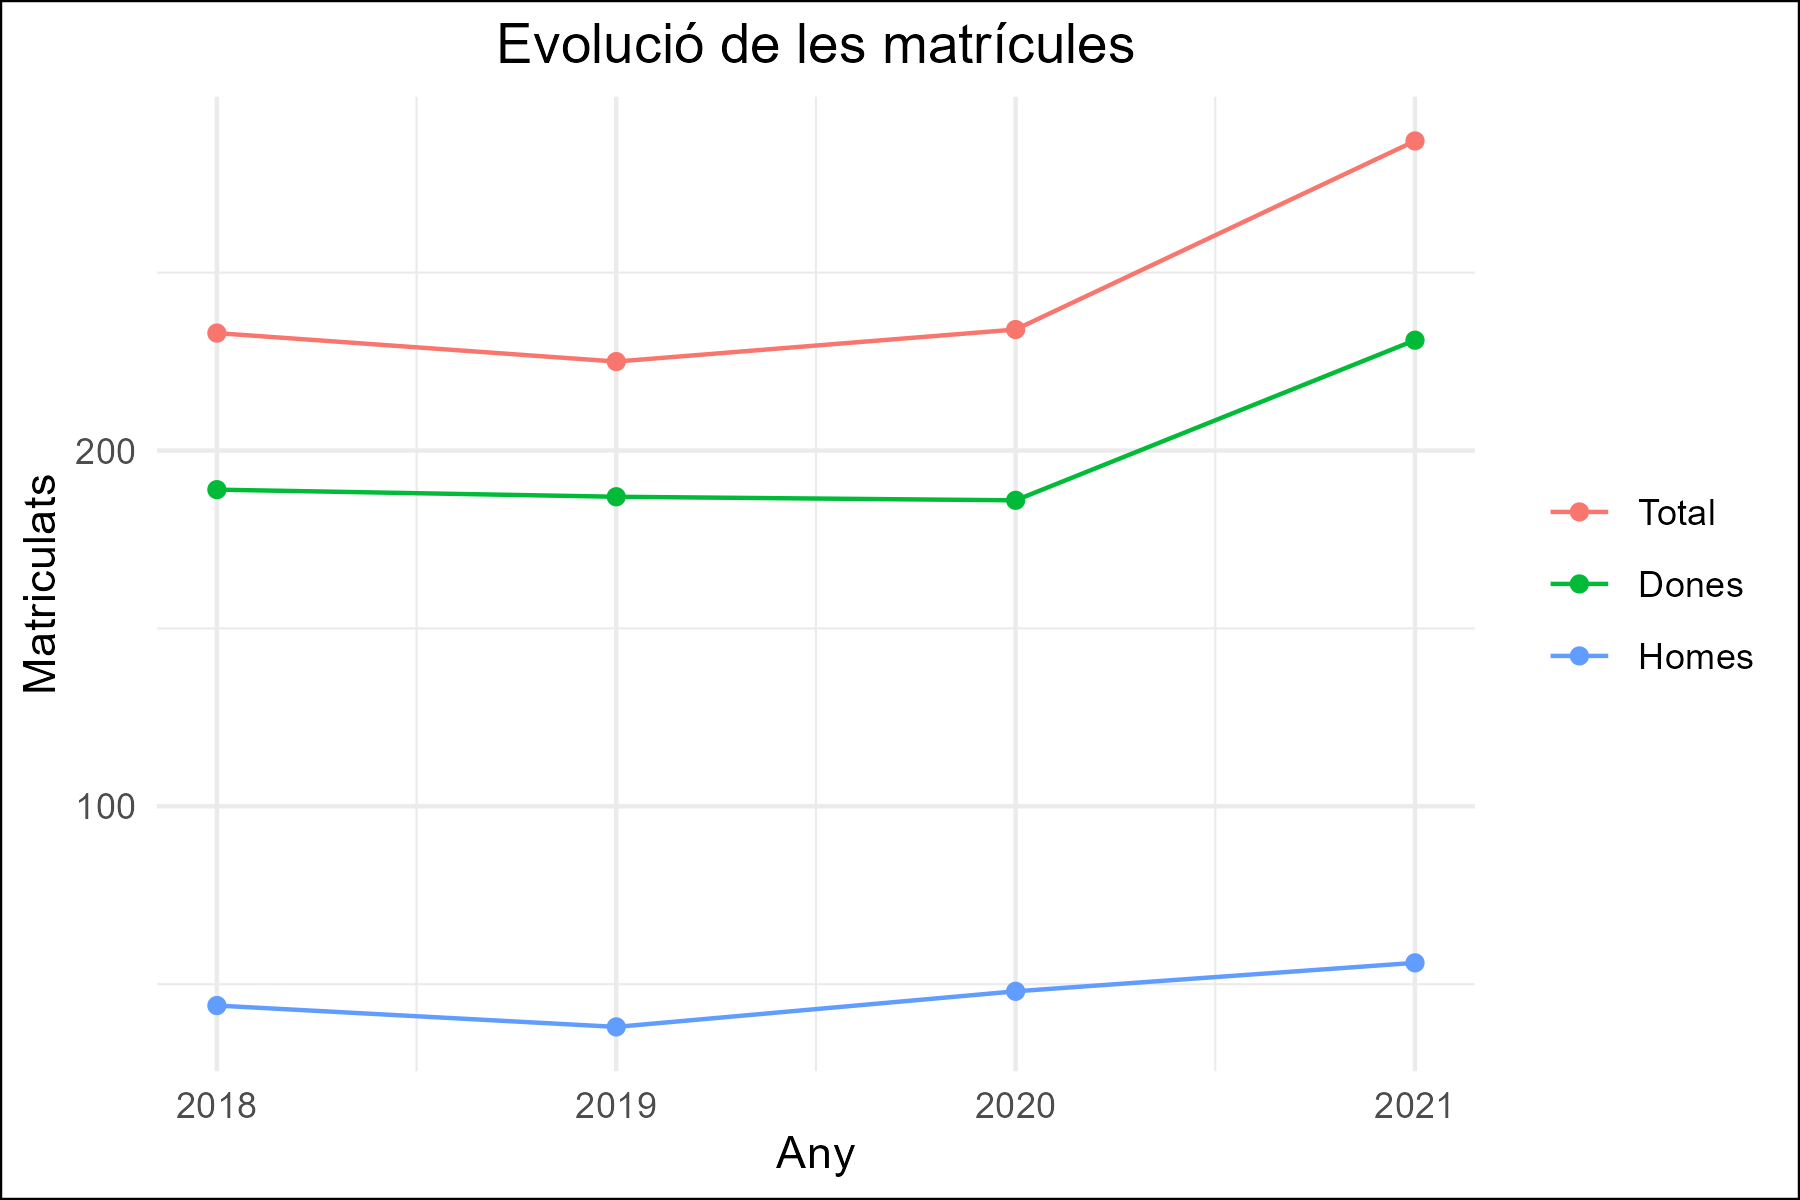 Evolució de les matrícules
Matriculats
200
100
2018
2019
2020
2021
Any
Total
Dones
Homes